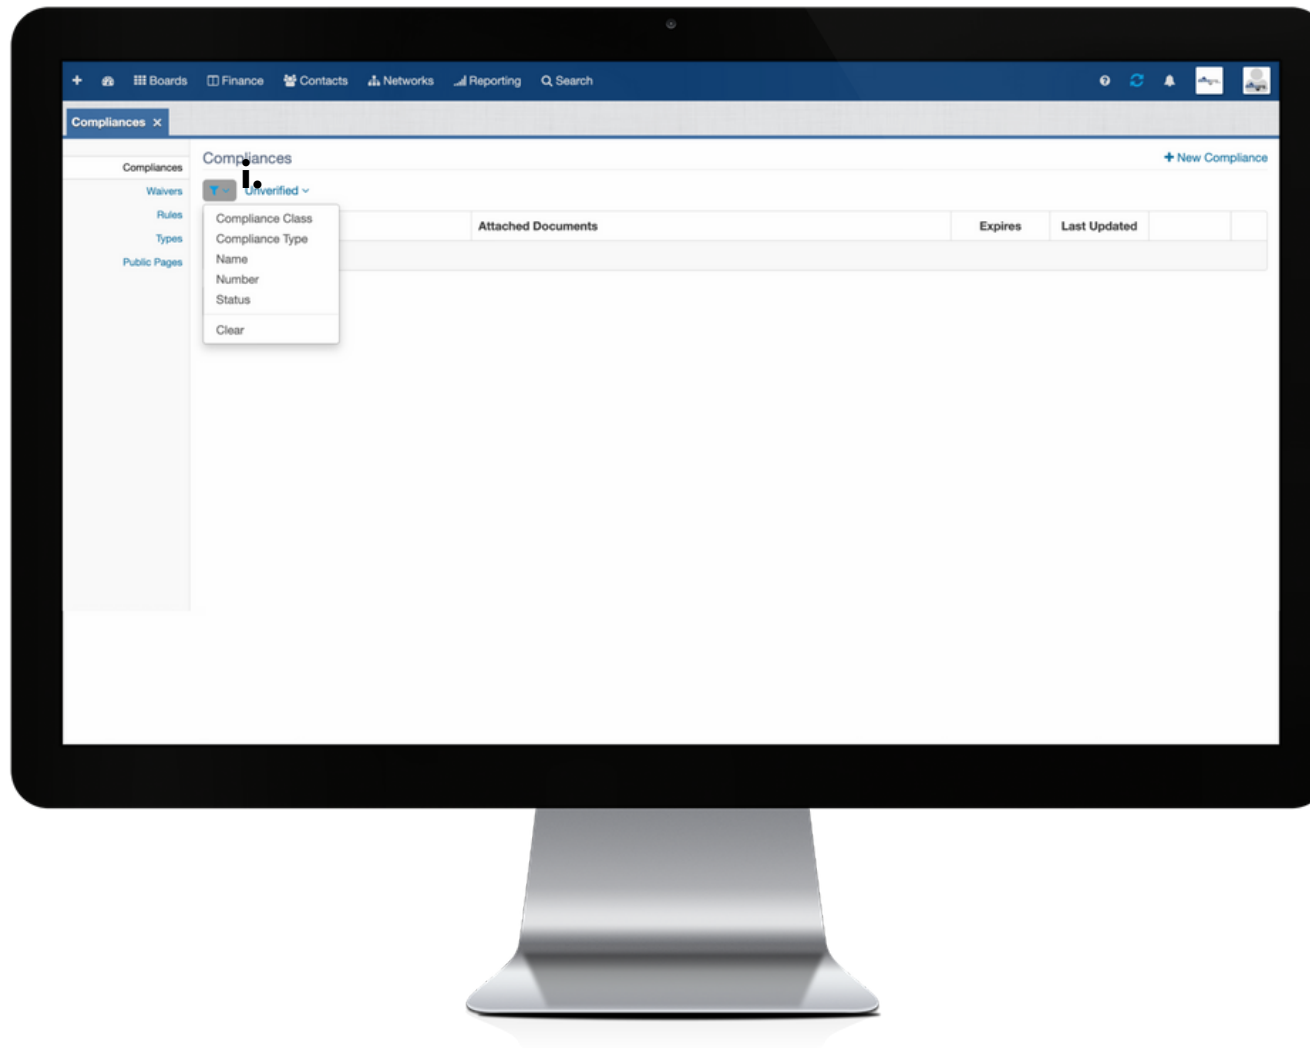 Boards Finance Contacts Networks Reporting Search
Compliances ×
Compliances
Waivers
Rules
Types
Public Pages
Compliances
+ New Compliance
i.
Unverified
Attached Documents Expires Last Updated
Compliance Class
Compliance Type
Name
Number
Status
Clear